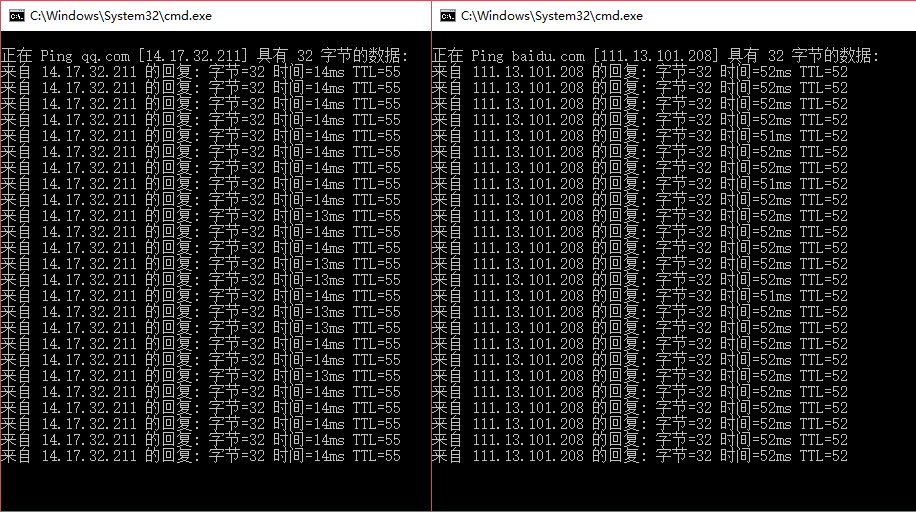 C:\Windows\System32\cmd.exe
正在 Ping qq.com [14.17.32.211] 具有 32 字节的数据:
来自 14.17.32.211 的回复: 字节=32 时间=14ms TTL=55
来自 14.17.32.211 的回复: 字节=32 时间=14ms TTL=55
来自 14.17.32.211 的回复: 字节=32 时间=14ms TTL=55
来自 14.17.32.211 的回复: 字节=32 时间=14ms TTL=55
来自 14.17.32.211 的回复: 字节=32 时间=14ms TTL=55
来自 14.17.32.211 的回复: 字节=32 时间=14ms TTL=55
来自 14.17.32.211 的回复: 字节=32 时间=14ms TTL=55
来自 14.17.32.211 的回复: 字节=32 时间=14ms TTL=55
来自 14.17.32.211 的回复: 字节=32 时间=14ms TTL=55
来自 14.17.32.211 的回复: 字节=32 时间=13ms TTL=55
来自 14.17.32.211 的回复: 字节=32 时间=14ms TTL=55
来自 14.17.32.211 的回复: 字节=32 时间=14ms TTL=55
来自 14.17.32.211 的回复: 字节=32 时间=13ms TTL=55
来自 14.17.32.211 的回复: 字节=32 时间=13ms TTL=55
来自 14.17.32.211 的回复: 字节=32 时间=14ms TTL=55
来自 14.17.32.211 的回复: 字节=32 时间=13ms TTL=55
来自 14.17.32.211 的回复: 字节=32 时间=13ms TTL=55
来自 14.17.32.211 的回复: 字节=32 时间=14ms TTL=55
来自 14.17.32.211 的回复: 字节=32 时间=14ms TTL=55
来自 14.17.32.211 的回复: 字节=32 时间=13ms TTL=55
来自 14.17.32.211 的回复: 字节=32 时间=14ms TTL=55
来自 14.17.32.211 的回复: 字节=32 时间=14ms TTL=55
来自 14.17.32.211 的回复: 字节=32 时间=14ms TTL=55
来自 14.17.32.211 的回复: 字节=32 时间=14ms TTL=55
来自 14.17.32.211 的回复: 字节=32 时间=14ms TTL=55
C:\Windows\System32\cmd.exe
正在 Ping baidu.com [111.13.101.208] 具有 32 字节的数据:
来自 111.13.101.208 的回复: 字节=32 时间=52ms TTL=52
来自 111.13.101.208 的回复: 字节=32 时间=52ms TTL=52
来自 111.13.101.208 的回复: 字节=32 时间=52ms TTL=52
来自 111.13.101.208 的回复: 字节=32 时间=52ms TTL=52
来自 111.13.101.208 的回复: 字节=32 时间=51ms TTL=52
来自 111.13.101.208 的回复: 字节=32 时间=52ms TTL=52
来自 111.13.101.208 的回复: 字节=32 时间=52ms TTL=52
来自 111.13.101.208 的回复: 字节=32 时间=51ms TTL=52
来自 111.13.101.208 的回复: 字节=32 时间=52ms TTL=52
来自 111.13.101.208 的回复: 字节=32 时间=52ms TTL=52
来自 111.13.101.208 的回复: 字节=32 时间=52ms TTL=52
来自 111.13.101.208 的回复: 字节=32 时间=52ms TTL=52
来自 111.13.101.208 的回复: 字节=32 时间=52ms TTL=52
来自 111.13.101.208 的回复: 字节=32 时间=52ms TTL=52
来自 111.13.101.208 的回复: 字节=32 时间=51ms TTL=52
来自 111.13.101.208 的回复: 字节=32 时间=52ms TTL=52
来自 111.13.101.208 的回复: 字节=32 时间=52ms TTL=52
来自 111.13.101.208 的回复: 字节=32 时间=52ms TTL=52
来自 111.13.101.208 的回复: 字节=32 时间=52ms TTL=52
来自 111.13.101.208 的回复: 字节=32 时间=52ms TTL=52
来自 111.13.101.208 的回复: 字节=32 时间=52ms TTL=52
来自 111.13.101.208 的回复: 字节=32 时间=52ms TTL=52
来自 111.13.101.208 的回复: 字节=32 时间=52ms TTL=52
来自 111.13.101.208 的回复: 字节=32 时间=52ms TTL=52
来自 111.13.101.208 的回复: 字节=32 时间=52ms TTL=52